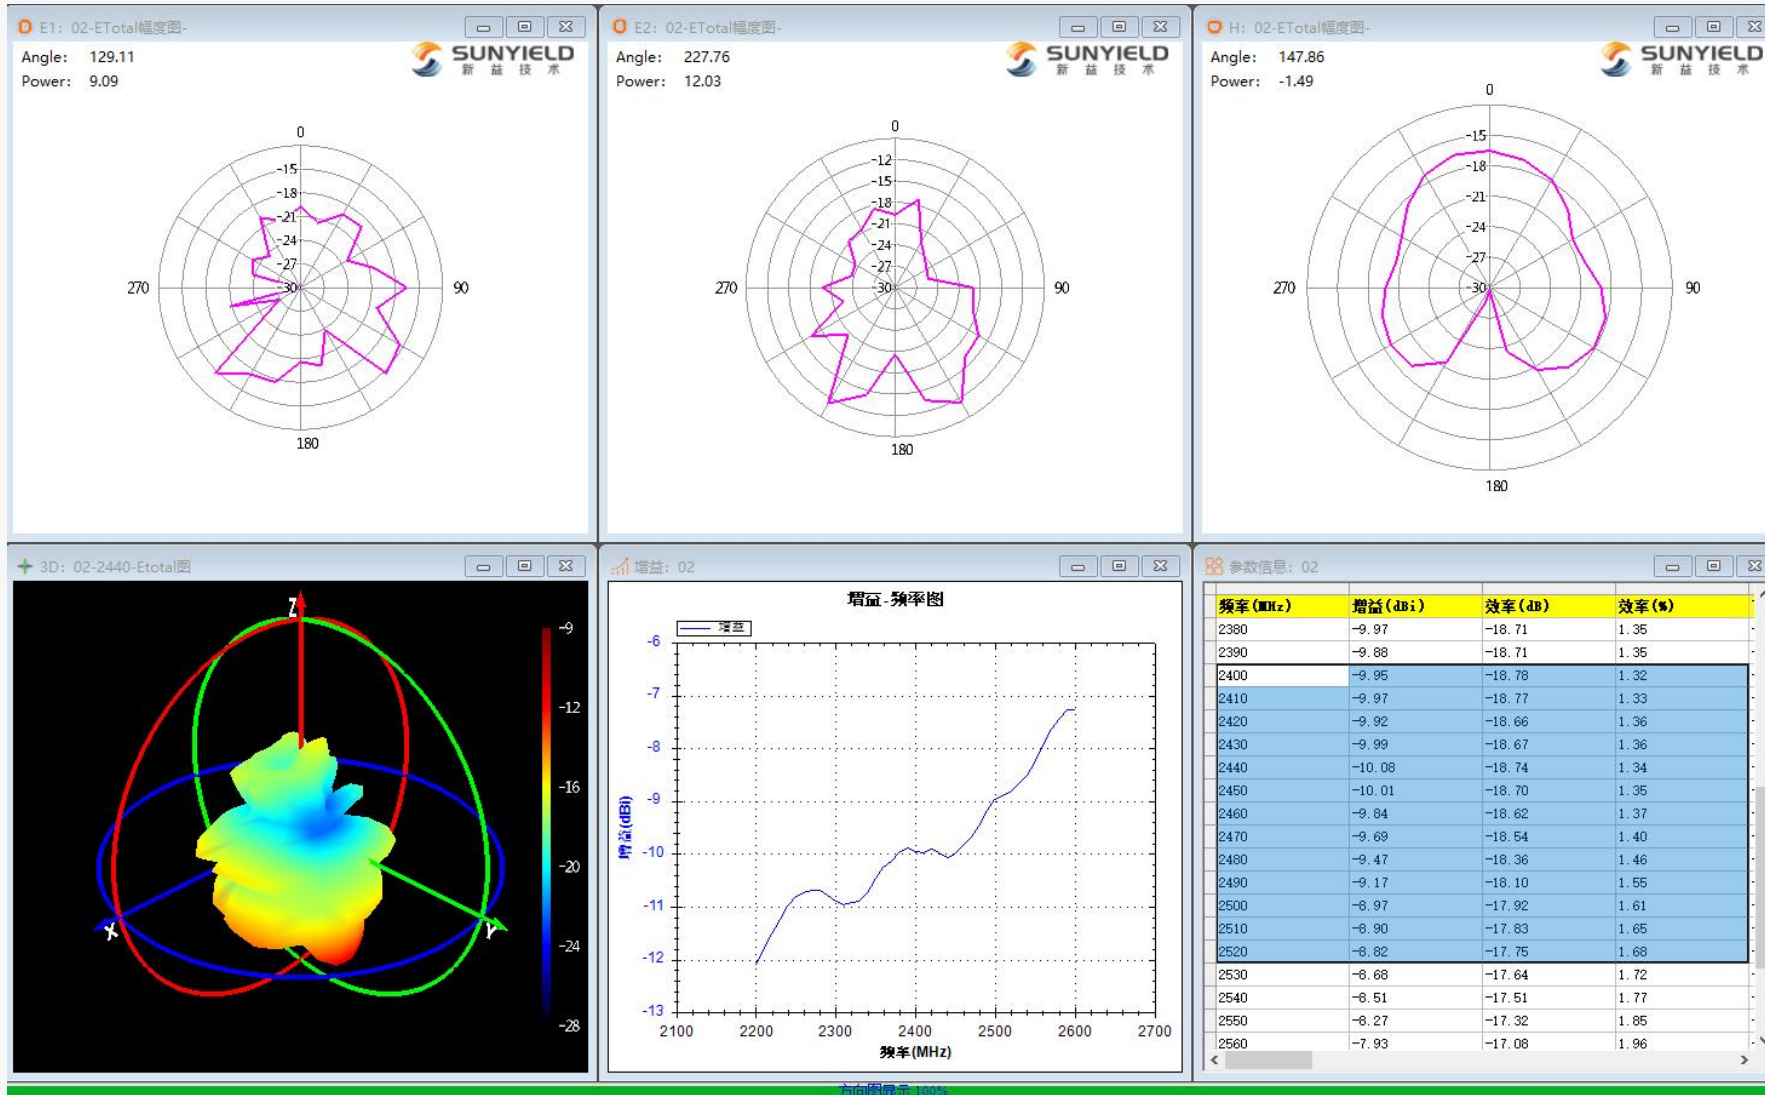 E1: 02-ETotal幅度图-
Angle: 129.11
Power: 9.09
SUNYIELD
新 益 技 术
0
-15
-18
-21
-24
-27
-30
270
90
180
E2: 02-ETotal幅度图-
Angle: 227.76
Power: 12.03
SUNYIELD
新 益 技 术
0
-12
-15
-18
-21
-24
-27
-30
270
90
180
H: 02-ETotal幅度图-
Angle: 147.86
Power: -1.49
SUNYIELD
新 益 技 术
0
-15
-18
-21
-24
-27
-30
270
90
180
3D: 02-2440-Etotal图
Z
X
Y
-9
-12
-16
-20
-24
-28
增益: 02
增益-频率图
增益
增益(dBi)
-6
-7
-8
-9
-10
-11
-12
-13
2100 2200 2300 2400 2500 2600 2700
频率(MHz)
参数信息: 02
频率(MHz) 增益(dBi) 效率(dB) 效率(%)
2380 -9.97 -18.71 1.35
2390 -9.88 -18.71 1.35
2400 -9.95 -18.78 1.32
2410 -9.97 -18.77 1.33
2420 -9.92 -18.66 1.36
2430 -9.99 -18.67 1.36
2440 -10.08 -18.74 1.34
2450 -10.01 -18.70 1.35
2460 -9.84 -18.62 1.37
2470 -9.69 -18.54 1.40
2480 -9.47 -18.36 1.46
2490 -9.17 -18.10 1.55
2500 -8.97 -17.92 1.61
2510 -8.90 -17.83 1.65
2520 -8.82 -17.75 1.68
2530 -8.68 -17.64 1.72
2540 -8.51 -17.51 1.77
2550 -8.27 -17.32 1.85
2560 -7.93 -17.08 1.96
方向图显示 100%